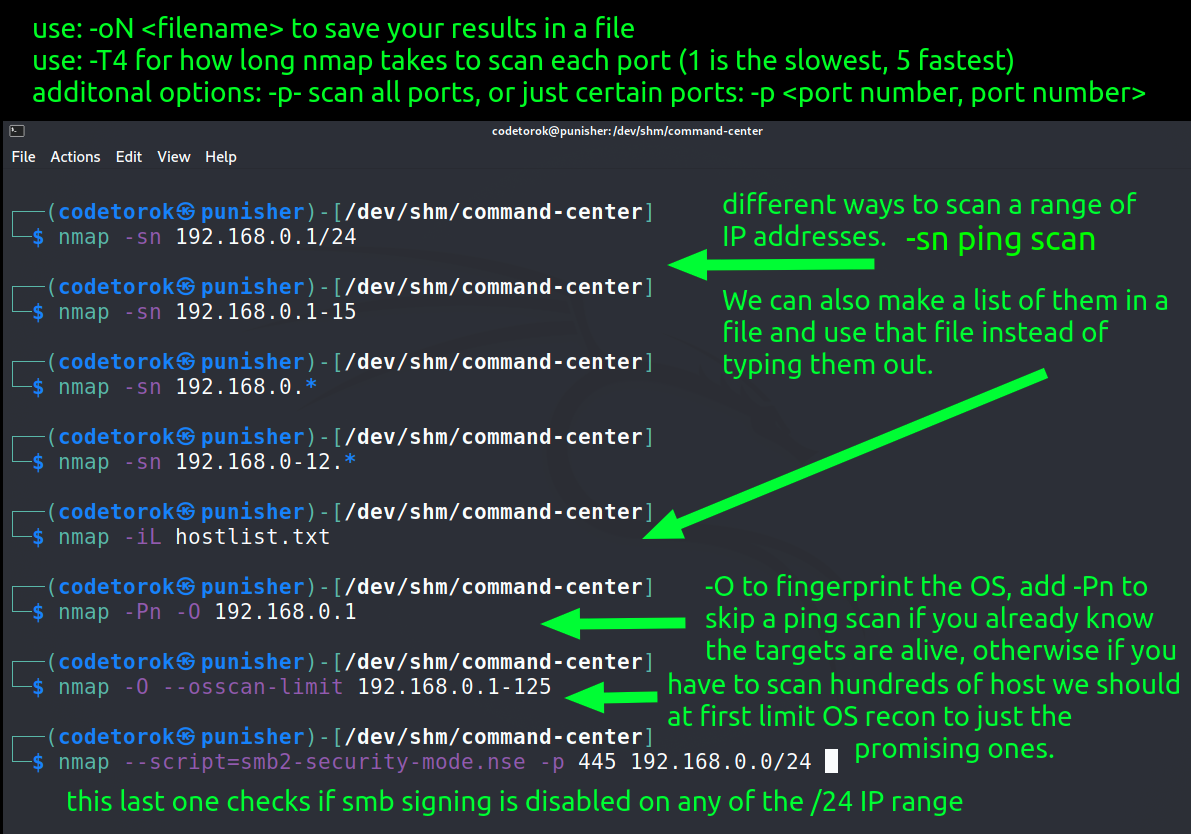 use: -oN <filename> to save your results in a file
use: -T4 for how long nmap takes to scan each port (1 is the slowest, 5 fastest)
additonal options: -p- scan all ports, or just certain ports: -p <port number, port number>
codetorok@punisher:/dev/shm/command-center
File Actions Edit View Help
(codetorok㉿punisher)-[/dev/shm/command-center]
$ nmap -sn 192.168.0.1/24
(codetorok㉿punisher)-[/dev/shm/command-center]
$ nmap -sn 192.168.0.1-15
(codetorok㉿punisher)-[/dev/shm/command-center]
$ nmap -sn 192.168.0.*
(codetorok㉿punisher)-[/dev/shm/command-center]
$ nmap -sn 192.168.0-12.*
(codetorok㉿punisher)-[/dev/shm/command-center]
$ nmap -iL hostlist.txt
(codetorok㉿punisher)-[/dev/shm/command-center]
$ nmap -Pn -O 192.168.0.1
(codetorok㉿punisher)-[/dev/shm/command-center]
$ nmap -O --osscan-limit 192.168.0.1-125
(codetorok㉿punisher)-[/dev/shm/command-center]
$ nmap --script=smb2-security-mode.nse -p 445 192.168.0.0/24
different ways to scan a range of
IP addresses. -sn ping scan
We can also make a list of them in a
file and use that file instead of
typing them out.
-O to fingerprint the OS, add -Pn to
skip a ping scan if you already know
the targets are alive, otherwise if you
have to scan hundreds of host we should
at first limit OS recon to just the
promising ones.
this last one checks if smb signing is disabled on any of the /24 IP range